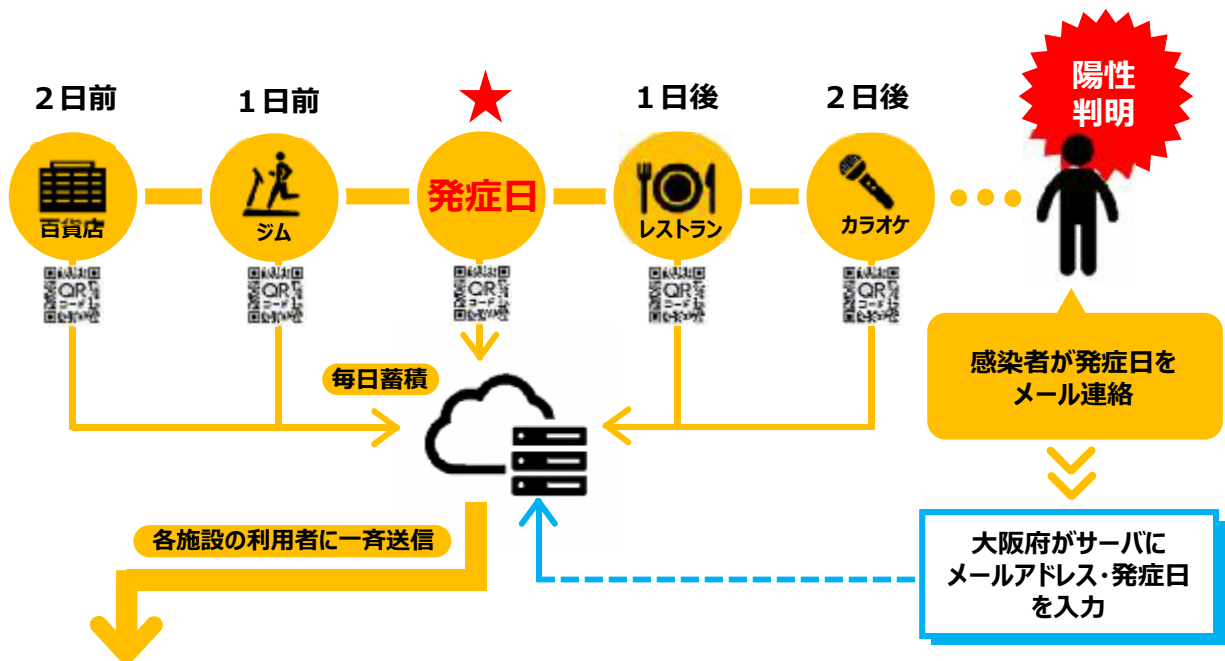 ２日前
１日前
★
１日後
２日後
陽性
判明
百貨店
ジム
発症日
レストラン
カラオケ
QR
コード
QR
コード
QR
コード
QR
コード
QR
コード
毎日蓄積
感染者が発症日を
メール連絡
各施設の利用者に一斉送信
大阪府がサーバに
メールアドレス・発症日
を入力